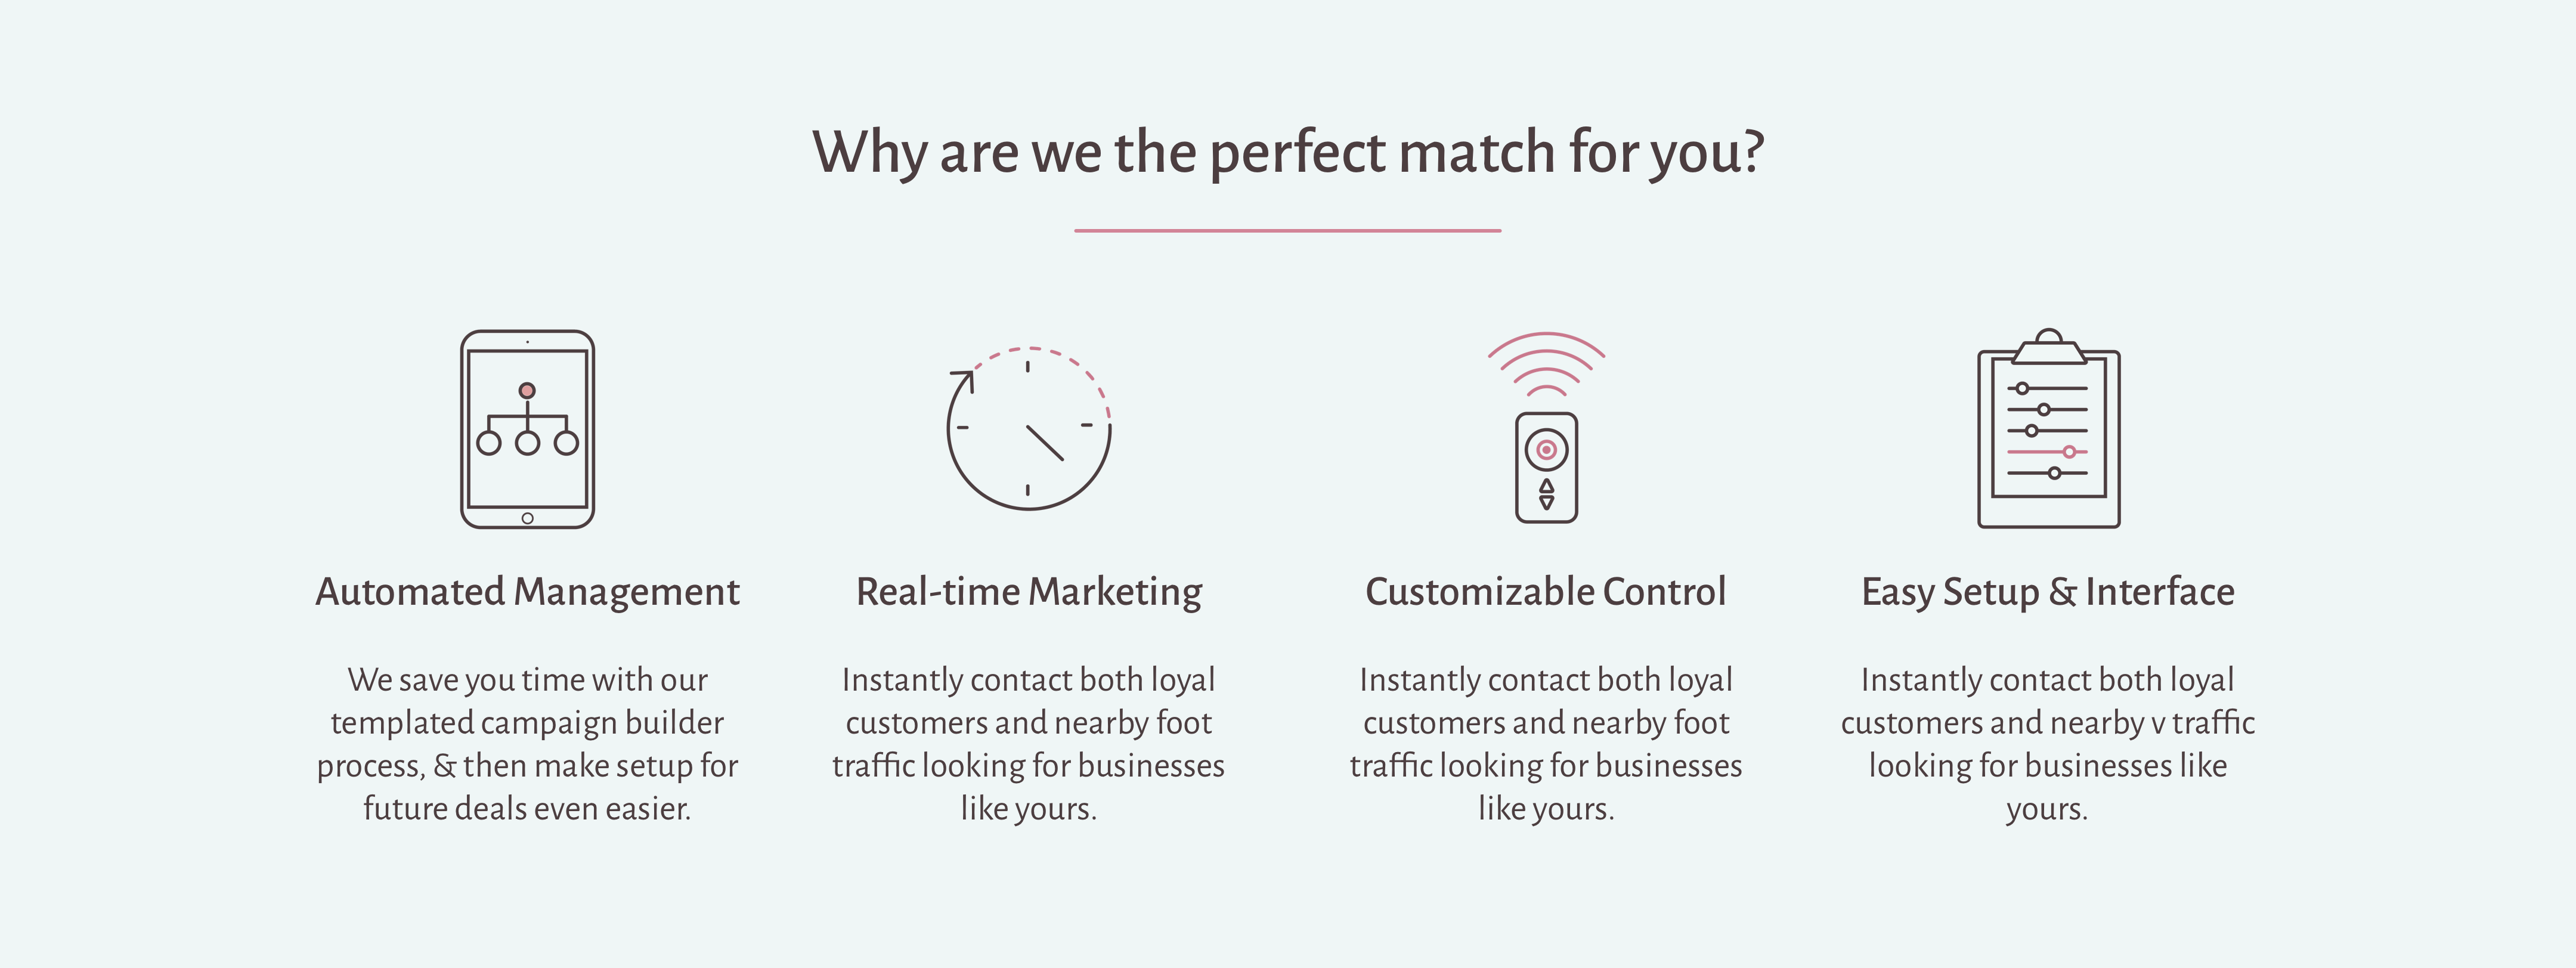 Why are we the perfect match for you?
Automated Management
We save you time with our
templated campaign builder
process, & then make setup for
future deals even easier.
Real-time Marketing
Instantly contact both loyal
customers and nearby foot
traffic looking for businesses
like yours.
Customizable Control
Instantly contact both loyal
customers and nearby foot
traffic looking for businesses
like yours.
Easy Setup & Interface
Instantly contact both loyal
customers and nearby v traffic
looking for businesses like
yours.